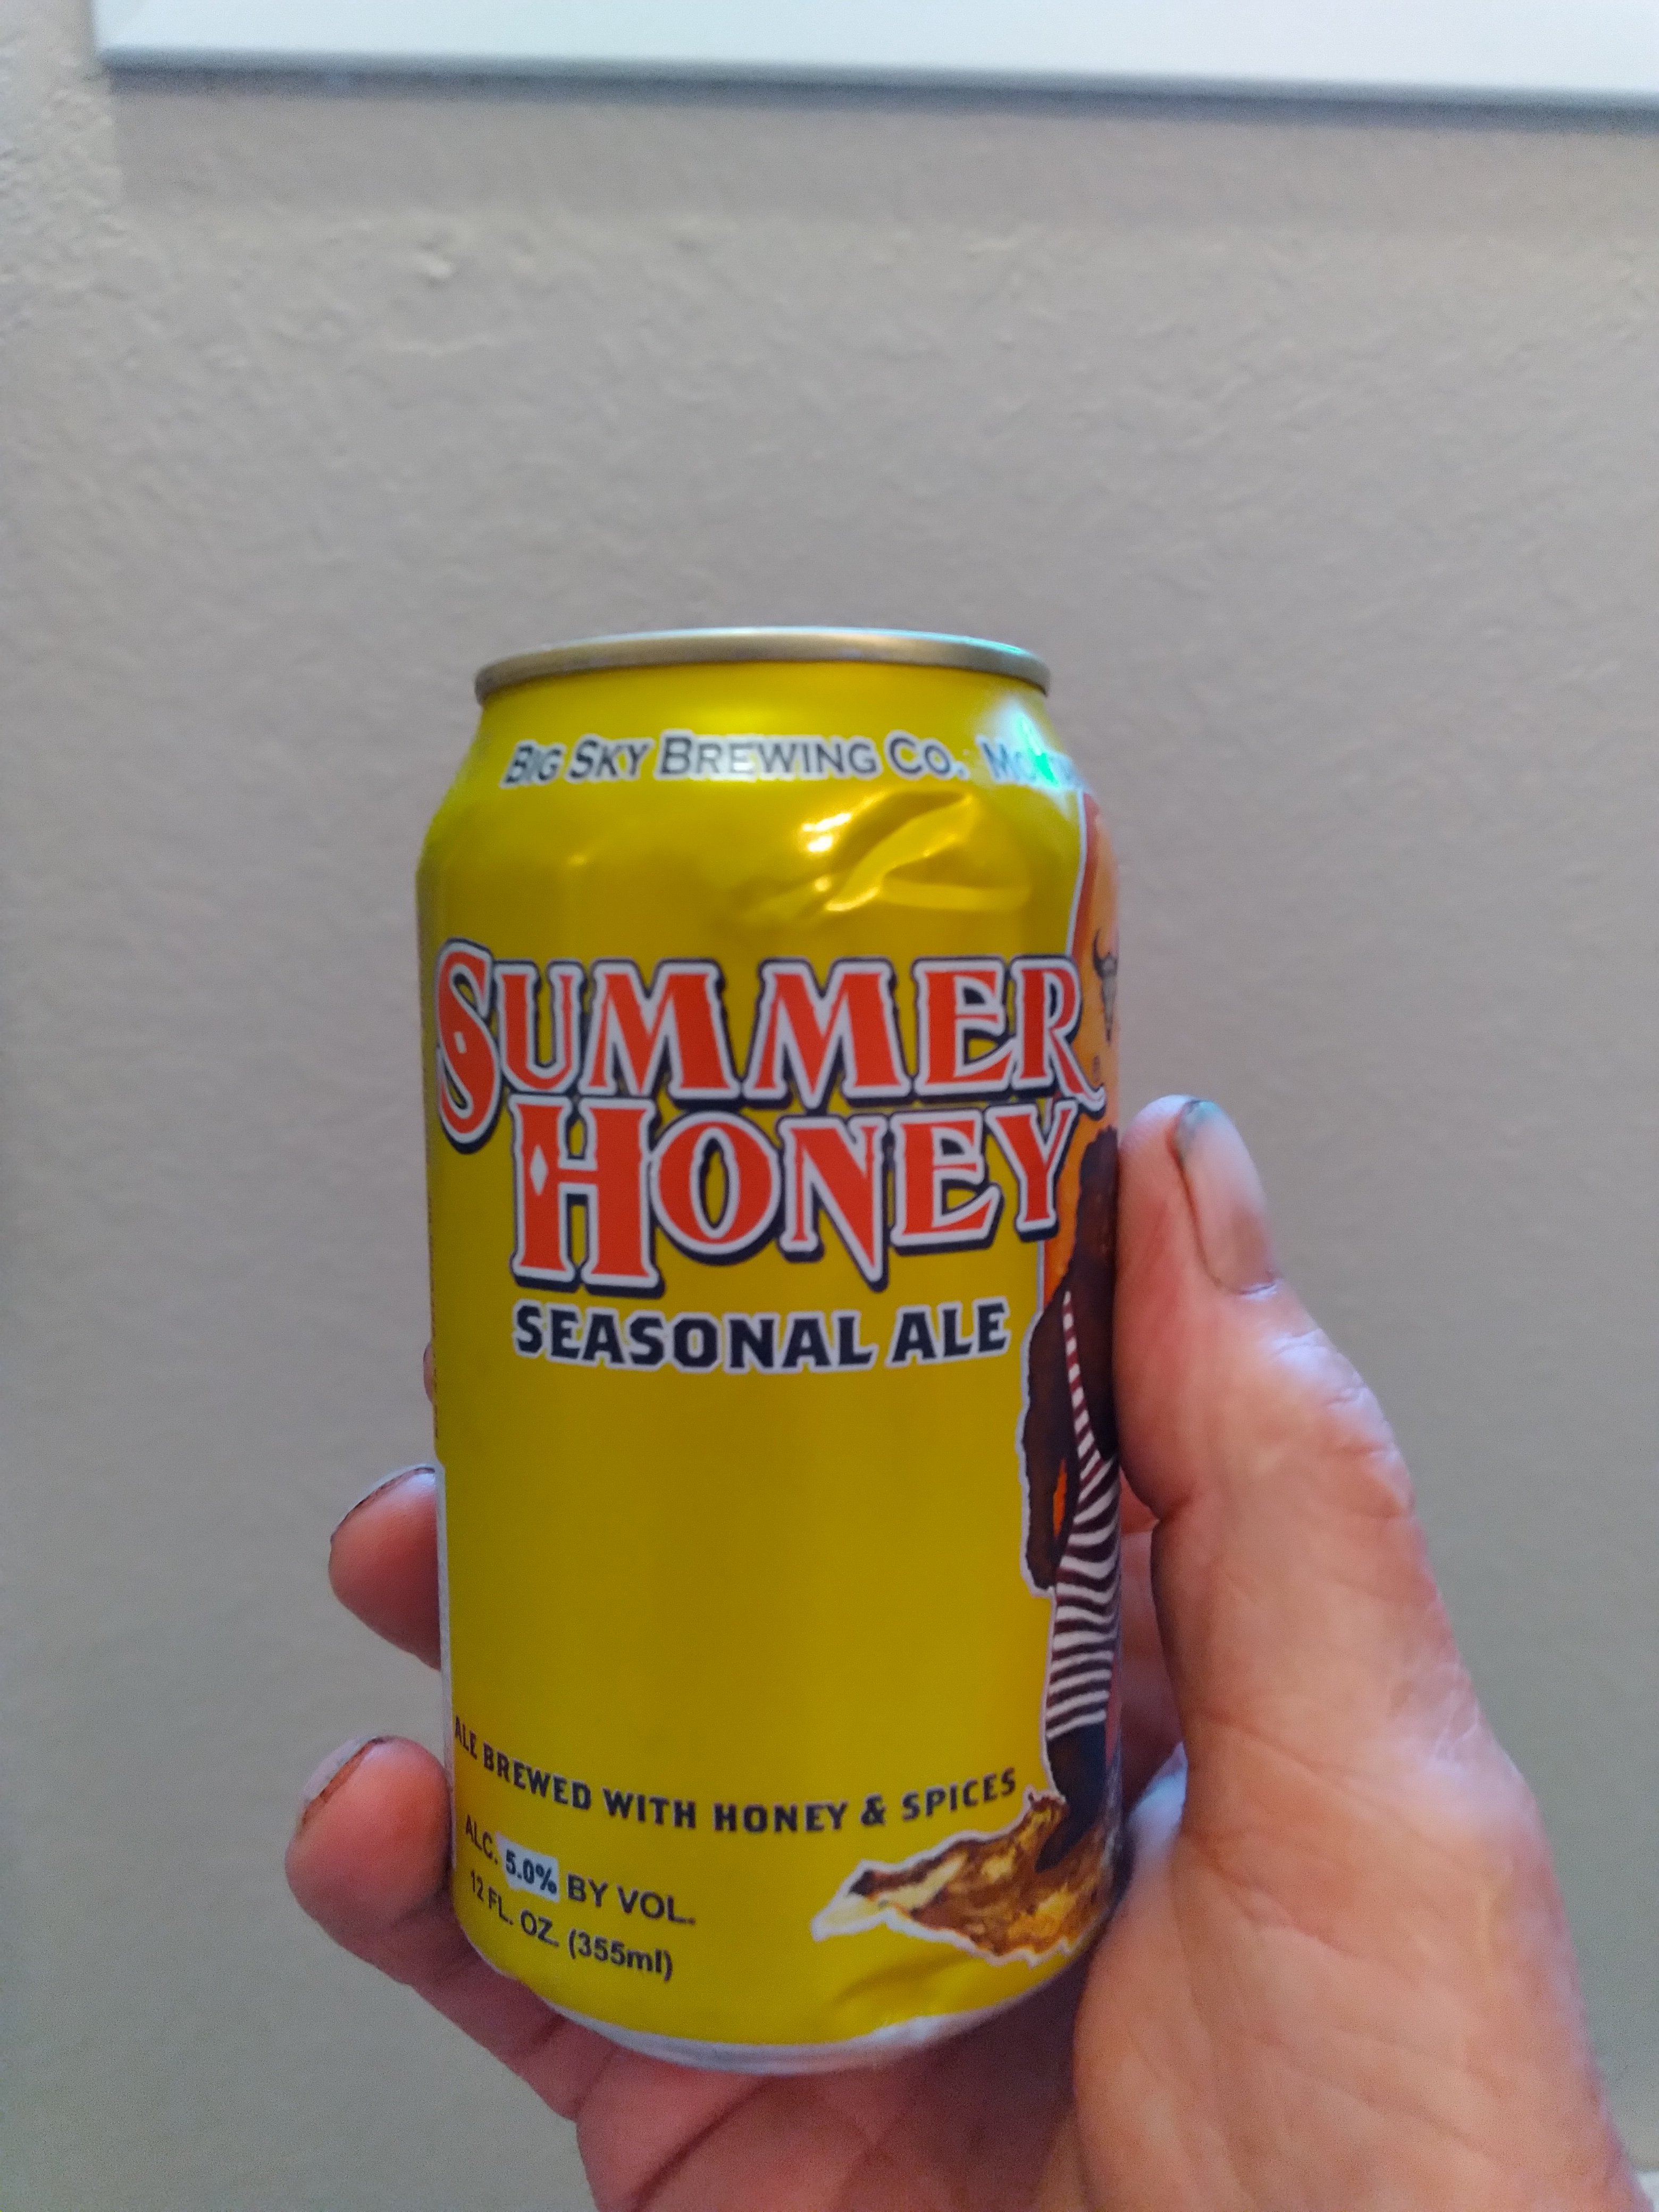 BIG SKY BREWING CO.
SUMMER
HONEY
SEASONAL ALE
ALE BREWED WITH HONEY & SPICES
ALC. 5.0% BY VOL.
12 FL. OZ. (355ml)